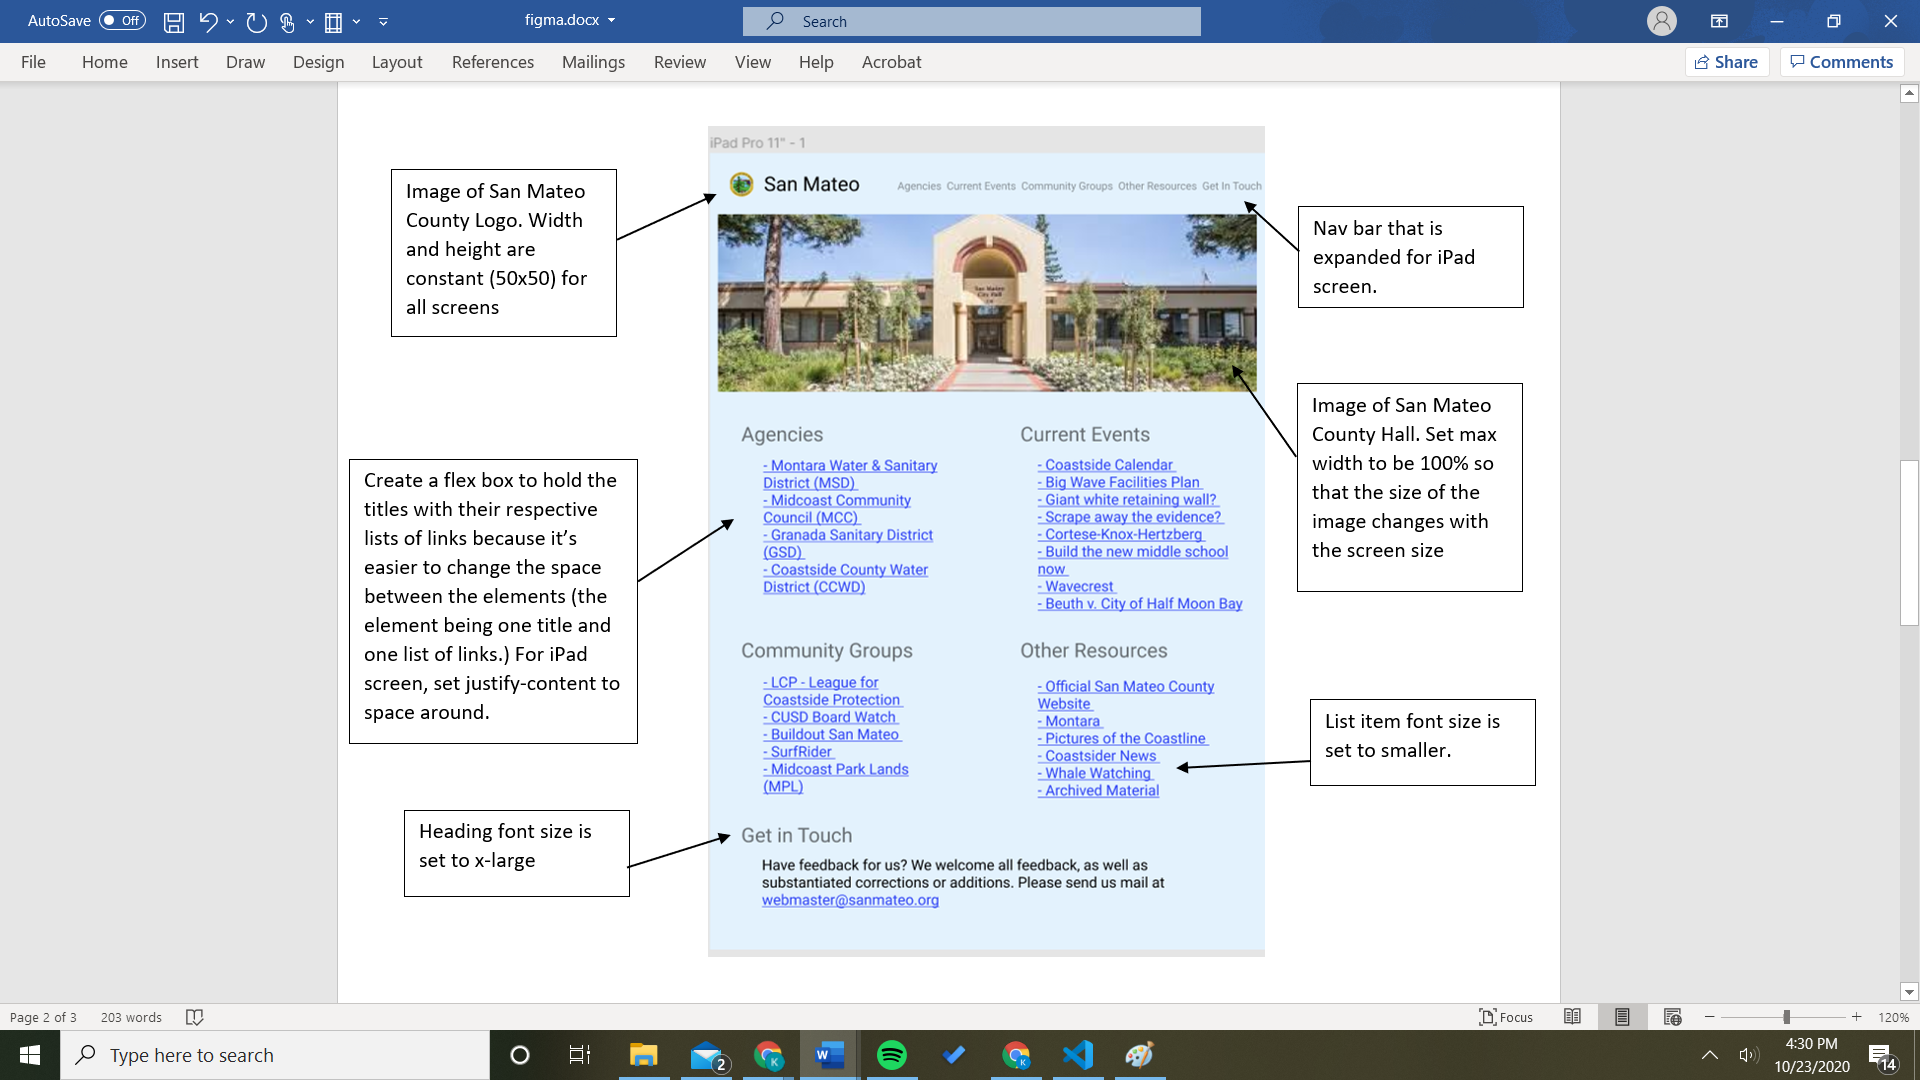 AutoSave Off figma.docx Search
File Home Insert Draw Design Layout References Mailings Review View Help Acrobat Share Comments
iPad Pro 11" - 1
San Mateo
Agencies Current Events Community Groups Other Resources Get In Touch
Image of San Mateo
County Logo. Width
and height are
constant (50x50) for
all screens
Nav bar that is
expanded for iPad
screen.
San Mateo
City Hall
Image of San Mateo
County Hall. Set max
width to be 100% so
that the size of the
image changes with
the screen size
Create a flex box to hold the
titles with their respective
lists of links because it’s
easier to change the space
between the elements (the
element being one title and
one list of links.) For iPad
screen, set justify-content to
space around.
Agencies
- Montara Water & Sanitary
District (MSD)
- Midcoast Community
Council (MCC)
- Granada Sanitary District
(GSD)
- Coastside County Water
District (CCWD)
Current Events
- Coastside Calendar
- Big Wave Facilities Plan
- Giant white retaining wall?
- Scrape away the evidence?
- Cortese-Knox-Hertzberg
- Build the new middle school
now
- Wavecrest
- Beuth v. City of Half Moon Bay
Community Groups
- LCP - League for
Coastside Protection
- CUSD Board Watch
- Buildout San Mateo
- SurfRider
- Midcoast Park Lands
(MPL)
Other Resources
- Official San Mateo County
Website
- Montara
- Pictures of the Coastline
- Coastsider News
- Whale Watching
- Archived Material
List item font size is
set to smaller.
Heading font size is
set to x-large
Get in Touch
Have feedback for us? We welcome all feedback, as well as
substantiated corrections or additions. Please send us mail at
webmaster@sanmateo.org
Page 2 of 3 203 words Focus 120%
Type here to search
2
K
K
4:30 PM
10/23/2020
14